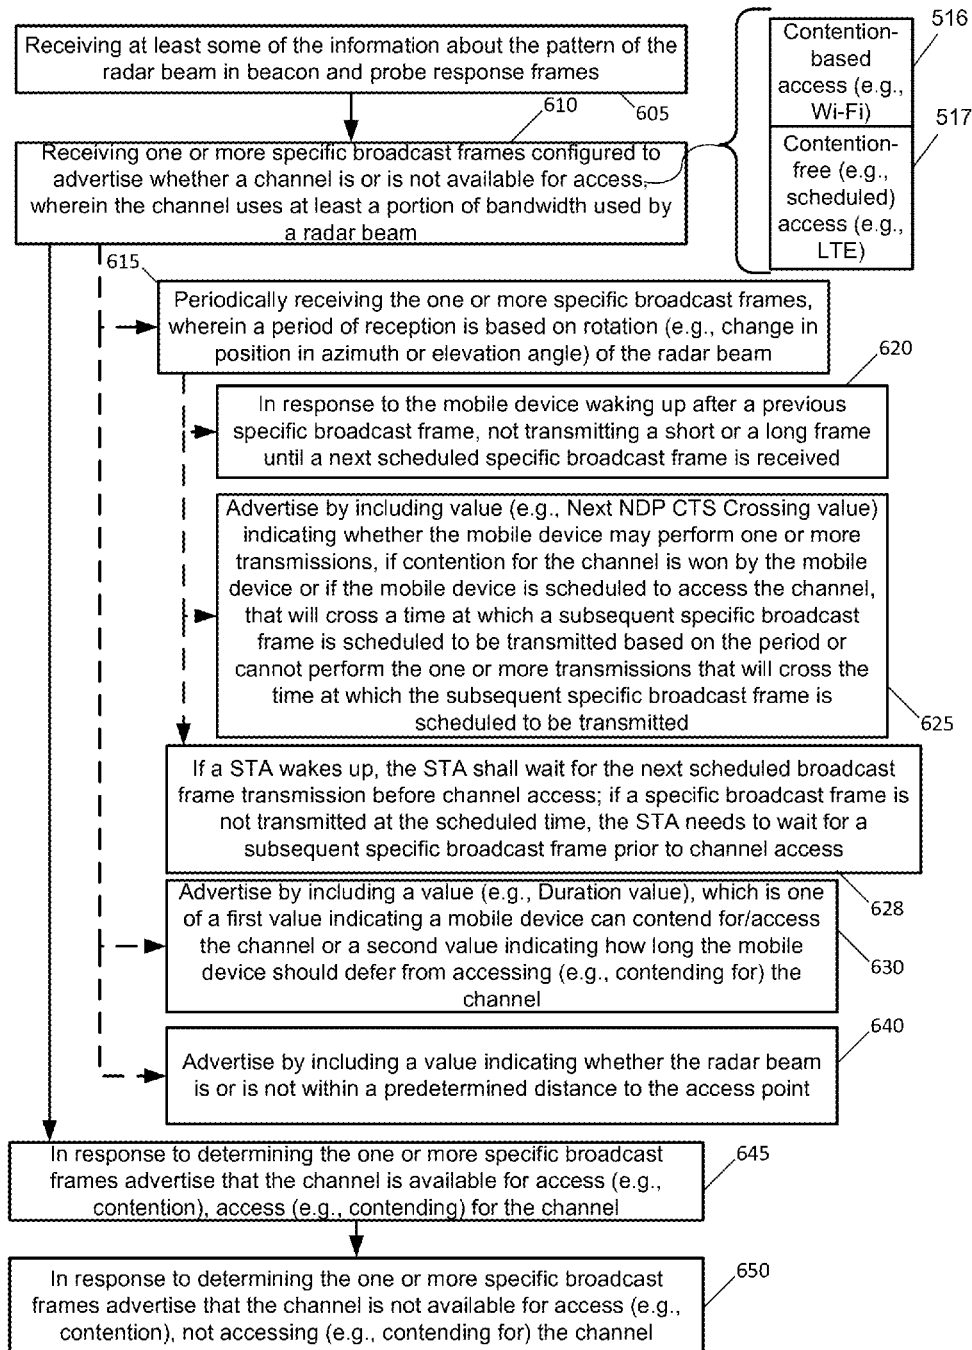 Receiving at least some of the information about the pattern of the
radar beam in beacon and probe response frames
605
610
Receiving one or more specific broadcast frames configured to
advertise whether a channel is or is not available for access,
wherein the channel uses at least a portion of bandwidth used by
a radar beam
Contention-
based
access (e.g.,
Wi-Fi)
516
Contention-
free (e.g.,
scheduled)
access (e.g.,
LTE)
517
615
Periodically receiving the one or more specific broadcast frames,
wherein a period of reception is based on rotation (e.g., change in
position in azimuth or elevation angle) of the radar beam
620
In response to the mobile device waking up after a previous
specific broadcast frame, not transmitting a short or a long frame
until a next scheduled specific broadcast frame is received
Advertise by including value (e.g., Next NDP CTS Crossing value)
indicating whether the mobile device may perform one or more
transmissions, if contention for the channel is won by the mobile
device or if the mobile device is scheduled to access the channel,
that will cross a time at which a subsequent specific broadcast
frame is scheduled to be transmitted based on the period or
cannot perform the one or more transmissions that will cross the
time at which the subsequent specific broadcast frame is
scheduled to be transmitted
625
If a STA wakes up, the STA shall wait for the next scheduled broadcast
frame transmission before channel access; if a specific broadcast frame is
not transmitted at the scheduled time, the STA needs to wait for a
subsequent specific broadcast frame prior to channel access
628
Advertise by including a value (e.g., Duration value), which is one
of a first value indicating a mobile device can contend for/access
the channel or a second value indicating how long the mobile
device should defer from accessing (e.g., contending for) the
channel
630
640
Advertise by including a value indicating whether the radar beam
is or is not within a predetermined distance to the access point
In response to determining the one or more specific broadcast
frames advertise that the channel is available for access (e.g.,
contention), access (e.g., contending) for the channel
645
In response to determining the one or more specific broadcast
frames advertise that the channel is not available for access (e.g.,
contention), not accessing (e.g., contending for) the channel
650